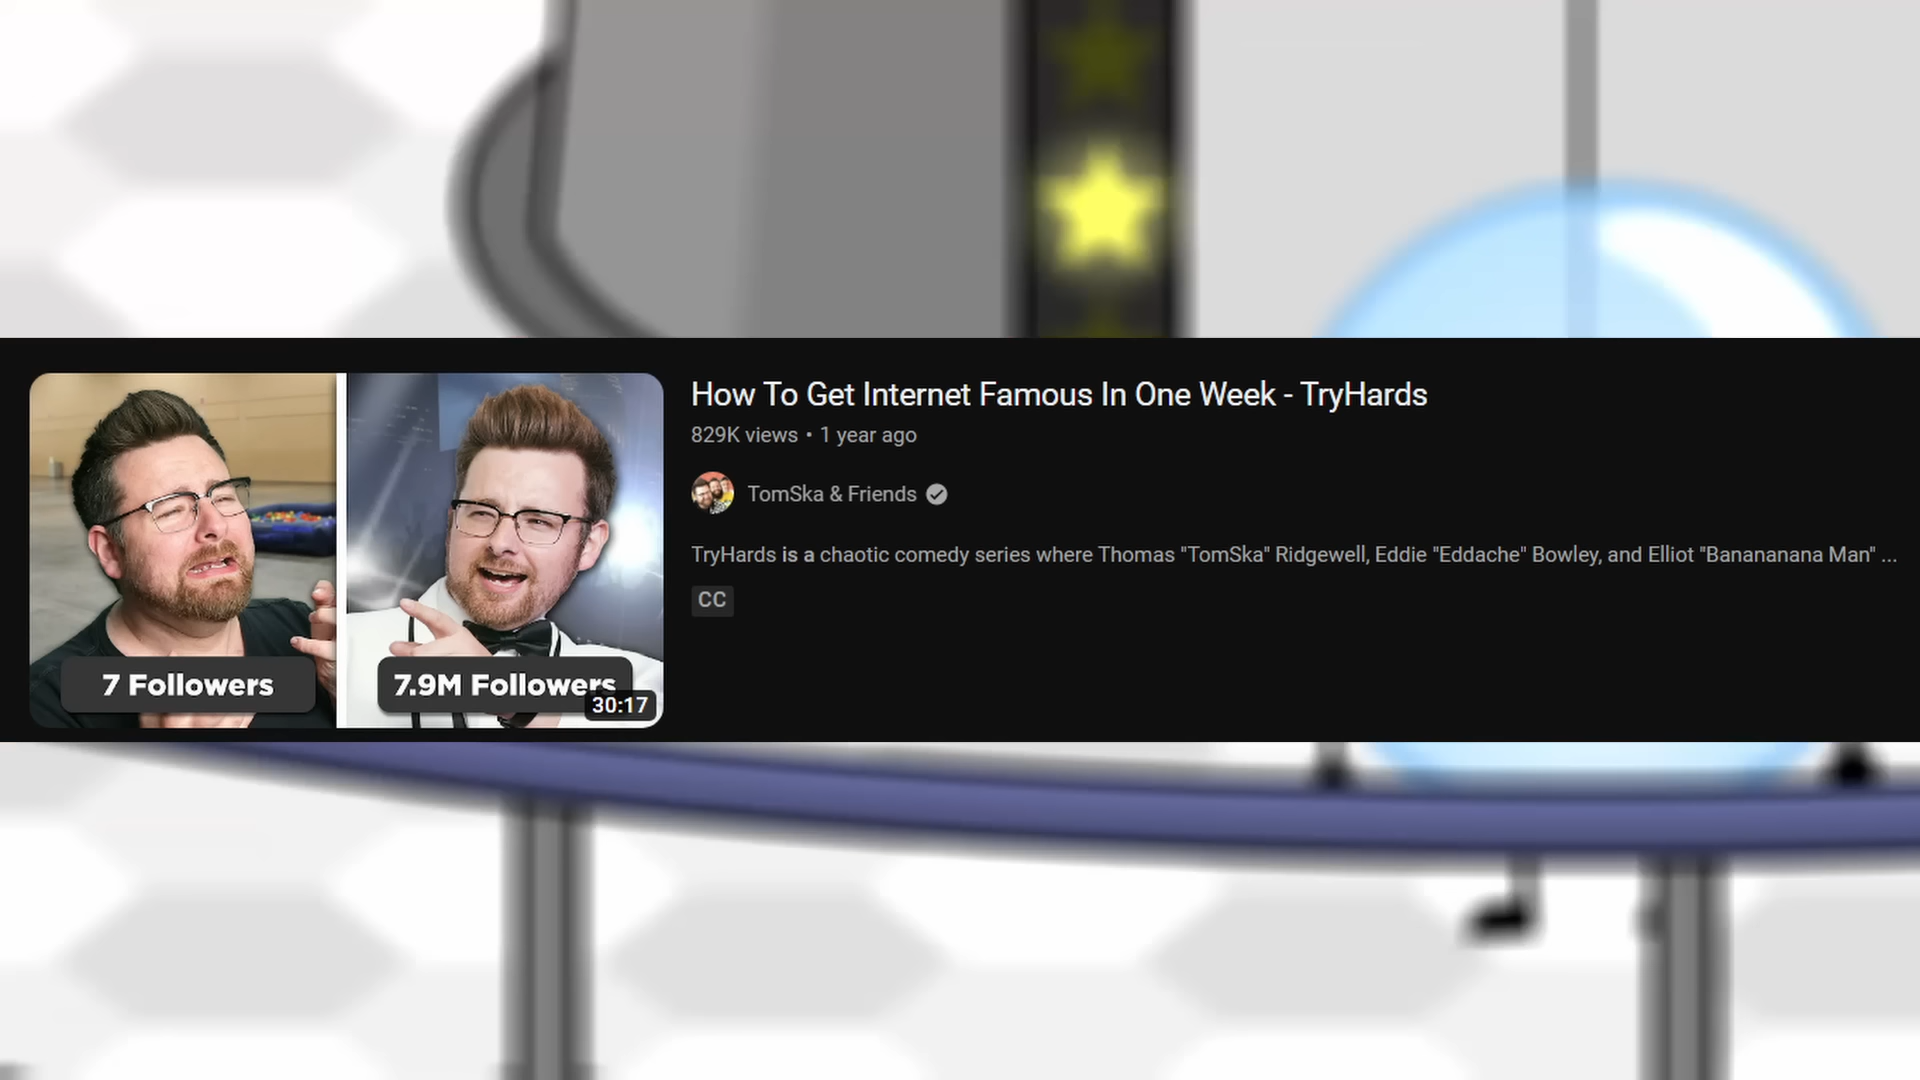 How To Get Internet Famous In One Week - TryHards
829K views • 1 year ago
TomSka & Friends
TryHards is a chaotic comedy series where Thomas "TomSka" Ridgewell, Eddie "Eddache" Bowley, and Elliot "Banananana Man" ...
CC
7 Followers
7.9M Followers
30:17